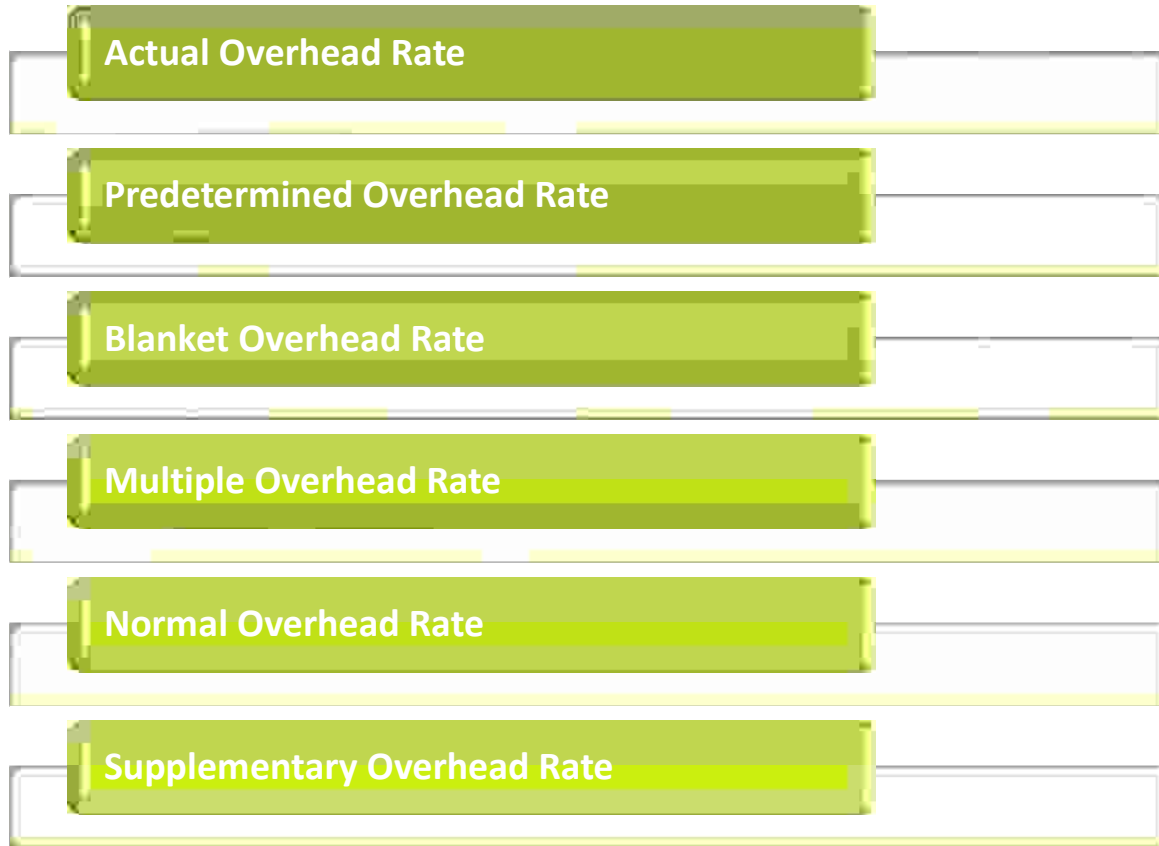 Actual Overhead Rate
Predetermined Overhead Rate
Blanket Overhead Rate
Multiple Overhead Rate
Normal Overhead Rate
Supplementary Overhead Rate